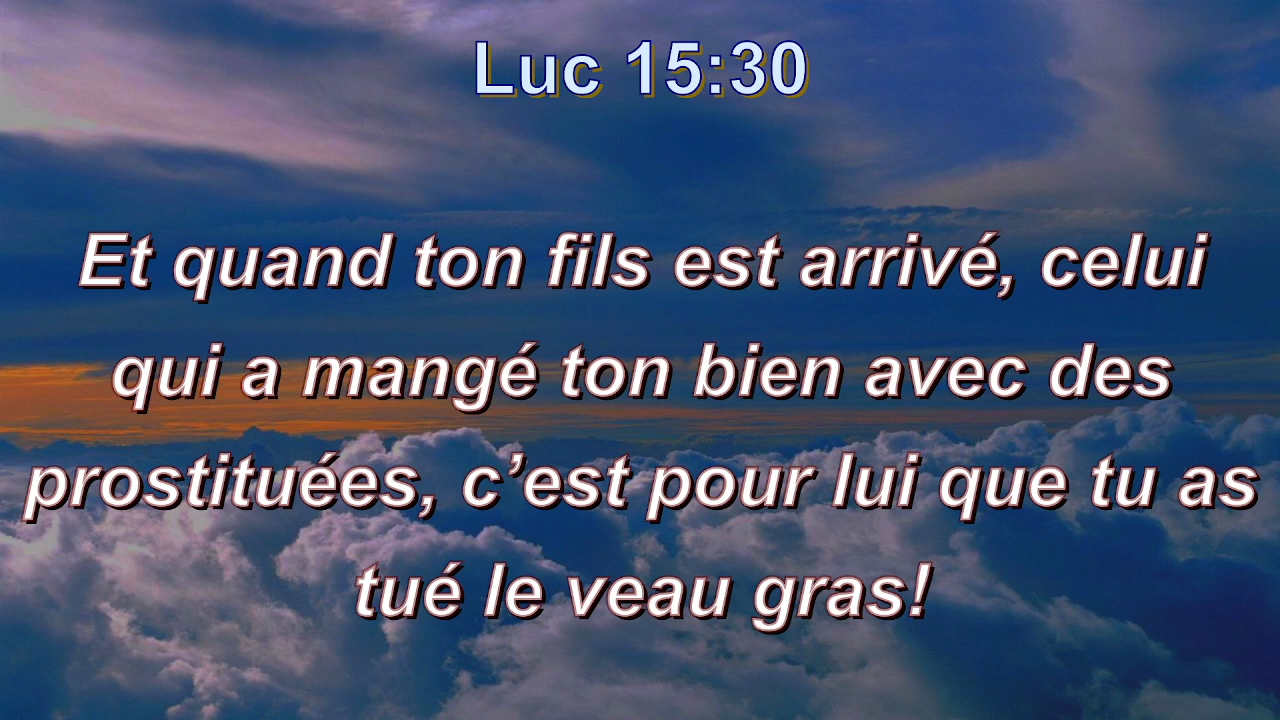 Luc 15:30
Et quand ton fils est arrivé, celui
qui a mangé ton bien avec des
prostituées, c’est pour lui que tu as
tué le veau gras!